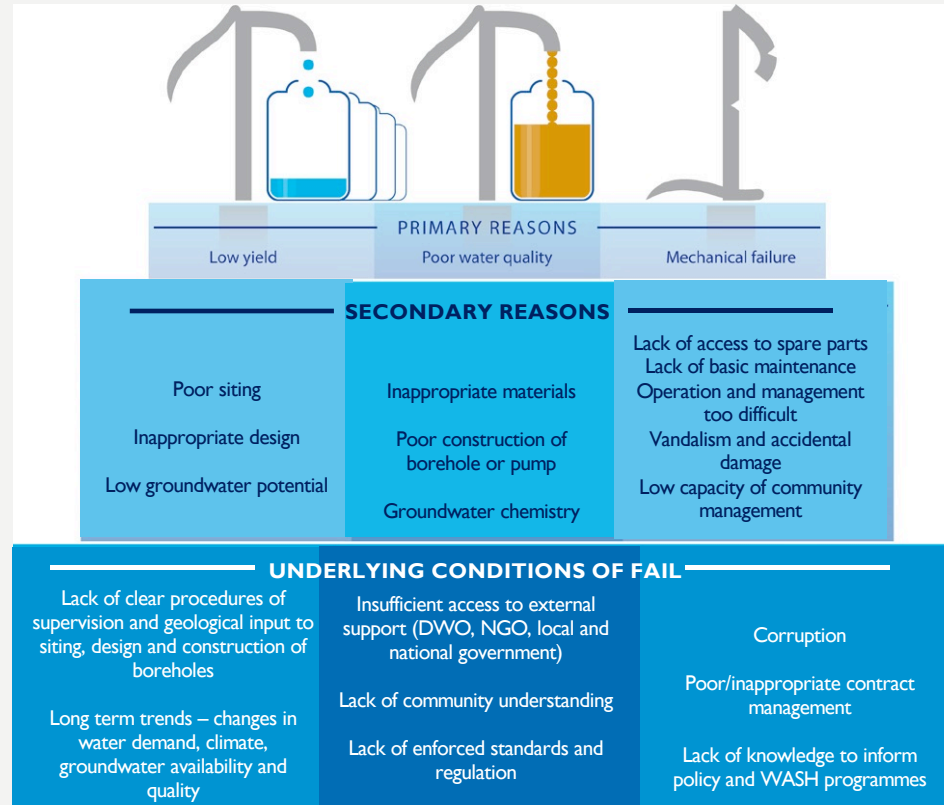 PRIMARY REASONS
Low yield
Poor water quality
Mechanical failure
SECONDARY REASONS
Poor siting
Inappropriate design
Low groundwater potential
Inappropriate materials
Poor construction of
borehole or pump
Groundwater chemistry
Lack of access to spare parts
Lack of basic maintenance
Operation and management
too difficult
Vandalism and accidental
damage
Low capacity of community
management
UNDERLYING CONDITIONS OF FAIL
Lack of clear procedures of
supervision and geological input to
siting, design and construction of
boreholes
Long term trends – changes in
water demand, climate,
groundwater availability and
quality
Insufficient access to external
support (DWO, NGO, local and
national government)
Lack of community understanding
Lack of enforced standards and
regulation
Corruption
Poor/inappropriate contract
management
Lack of knowledge to inform
policy and WASH programmes